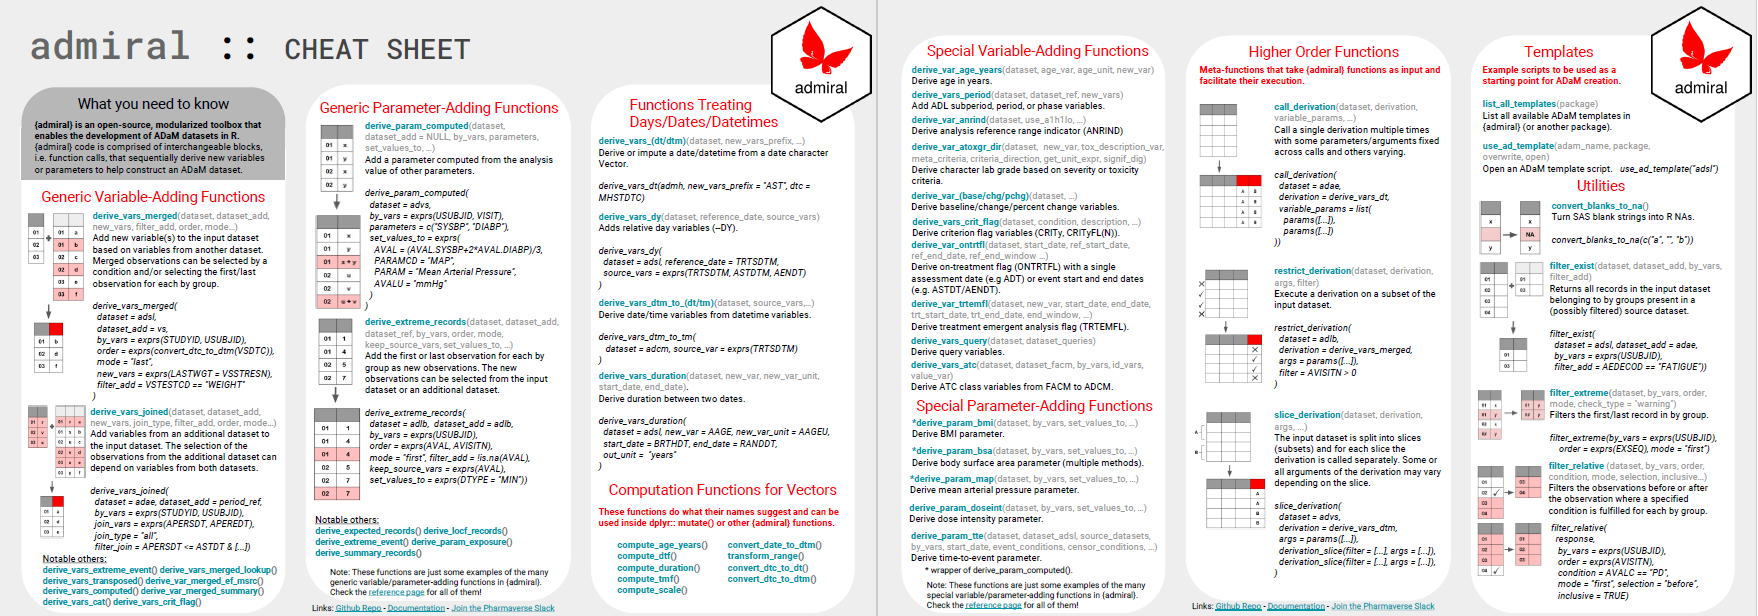 admiral :: CHEAT SHEET
admiral
What you need to know
{admiral} is an open-source, modularized toolbox that
enables the development of ADaM datasets in R.
{admiral} code is comprised of interchangeable blocks,
i.e. function calls, that sequentially derive new variables
or parameters to help construct an ADaM dataset.
Generic Variable-Adding Functions
derive_vars_merged(dataset, dataset_add,
new_vars, filter_add, order, mode...)
Add new variable(s) to the input dataset
based on variables from another dataset.
Merged observations can be selected by a
condition and/or selecting the first/last
observation for each by group.
derive_vars_merged(
dataset = adsl,
dataset_add = vs,
by_vars = exprs(STUDYID, USUBJID),
order = exprs(convert_dtc_to_dtm(VSDTC)),
mode = "last",
new_vars = exprs(LASTWGT = VSSTRESN),
filter_add = VSTESTCD == "WEIGHT"
)
derive_vars_joined(dataset, dataset_add,
new_vars, join_type, filter_add, order, mode...)
Add variables from an additional dataset to
the input dataset. The selection of the
observations from the additional dataset can
depend on variables from both datasets.
derive_vars_joined(
dataset = adae, dataset_add = period_ref,
by_vars = exprs(STUDYID, USUBJID),
join_vars = exprs(APERSDT, APEREDT),
join_type = "all",
filter_join = APERSDT <= ASTDT & [...])
Notable others:
derive_vars_extreme_event() derive_vars_merged_lookup()
derive_vars_transposed() derive_var_merged_ef_msrc()
derive_vars_computed() derive_var_merged_summary()
derive_vars_cat() derive_vars_crit_flag()
Generic Parameter-Adding Functions
derive_param_computed(dataset,
dataset_add = NULL, by_vars, parameters,
set_values_to, ...)
Add a parameter computed from the analysis
value of other parameters.
derive_param_computed(
dataset = advs,
by_vars = exprs(USUBJID, VISIT),
parameters = c("SYSBP", "DIABP"),
set_values_to = exprs(
AVAL = (AVAL.SYSBP+2*AVAL.DIABP)/3,
PARAMCD = "MAP",
PARAM = "Mean Arterial Pressure",
AVALU = "mmHg"
)
)
derive_extreme_records(dataset, dataset_add,
dataset_ref, by_vars, order, mode,
keep_source_vars, set_values_to, ...)
Add the first or last observation for each by
group as new observations. The new
observations can be selected from the input
dataset or an additional dataset.
derive_extreme_records(
dataset = adlb, dataset_add = adlb,
by_vars = exprs(USUBJID),
order = exprs(AVAL, AVISITN),
mode = "first", filter_add = !is.na(AVAL),
keep_source_vars = exprs(AVAL),
set_values_to = exprs(DTYPE = "MIN"))
Notable others:
derive_expected_records() derive_locf_records()
derive_extreme_event() derive_param_exposure()
derive_summary_records()
Note: These functions are just some examples of the many
generic variable/parameter-adding functions in {admiral}.
Check the reference page for all of them!
Links: Github Repo - Documentation - Join the Pharmaverse Slack
Functions Treating
Days/Dates/Datetimes
derive_vars_(dt/dtm)(dataset, new_vars_prefix, ...)
Derive or impute a date/datetime from a date character
Vector.
derive_vars_dt(admh, new_vars_prefix = "AST", dtc =
MHSTDTC)
derive_vars_dy(dataset, reference_date, source_vars)
Adds relative day variables (--DY).
derive_vars_dy(
dataset = adsl, reference_date = TRTSDTM,
source_vars = exprs(TRTSDTM, ASTDTM, AENDT)
)
derive_vars_dtm_to_(dt/tm)(dataset, source_vars,...)
Derive date/time variables from datetime variables.
derive_vars_dtm_to_tm(
dataset = adcm, source_var = exprs(TRTSDTM)
)
derive_vars_duration(dataset, new_var, new_var_unit,
start_date, end_date).
Derive duration between two dates.
derive_vars_duration(
dataset = adsl, new_var = AAGE, new_var_unit = AAGEU,
start_date = BRTHDT, end_date = RANDDT,
out_unit = "years"
)
Computation Functions for Vectors
These functions do what their names suggest and can be
used inside dplyr:: mutate() or other {admiral} functions.
compute_age_years() convert_date_to_dtm()
compute_dtf() transform_range()
compute_duration() convert_dtc_to_dt()
compute_tmf() convert_dtc_to_dtm()
compute_scale()
Special Variable-Adding Functions
derive_var_age_years(dataset, age_var, age_unit, new_var)
Derive age in years.
derive_vars_period(dataset, dataset_ref, new_vars)
Add ADL subperiod, period, or phase variables.
derive_var_anrind(dataset, use_a1hi1lo, ...)
Derive analysis reference range indicator (ANRIND)
derive_var_atoxgr_dir(dataset, new_var, tox_description_var,
meta_criteria, criteria_direction, get_unit_expr, signif_dig)
Derive character lab grade based on severity or toxicity
criteria.
derive_var_(base/chg/pchg)(dataset, ...)
Derive baseline/change/percent change variables.
derive_vars_crit_flag(dataset, condition, description, ...)
Derive criterion flag variables (CRITy, CRITyFL(N)).
derive_var_ontrtfl(dataset, start_date, ref_start_date,
ref_end_date, ref_end_window ...)
Derive on-treatment flag (ONTRTFL) with a single
assessment date (e.g ADT) or event start and end dates
(e.g. ASTDT/AENDT).
derive_var_trtemfl(dataset, new_var, start_date, end_date,
trt_start_date, trt_end_date, end_window, ...)
Derive treatment emergent analysis flag (TRTEMFL).
derive_vars_query(dataset, dataset_queries)
Derive query variables.
derive_vars_atc(dataset, dataset_facm, by_vars, id_vars,
value_var)
Derive ATC class variables from FACM to ADCM.
Special Parameter-Adding Functions
*derive_param_bmi(dataset, by_vars, set_values_to, ...)
Derive BMI parameter.
*derive_param_bsa(dataset, by_vars, set_values_to, ...)
Derive body surface area parameter (multiple methods).
*derive_param_map(dataset, by_vars, set_values_to, ...)
Derive mean arterial pressure parameter.
derive_param_doseint(dataset, by_vars, set_values_to, ...)
Derive dose intensity parameter.
derive_param_tte(dataset, dataset_adsl, source_datasets,
by_vars, start_date, event_conditions, censor_conditions, ...)
Derive time-to-event parameter.
* wrapper of derive_param_computed().
Note: These functions are just some examples of the many
special variable/parameter-adding functions in {admiral}.
Check the reference page for all of them!
Higher Order Functions
Meta-functions that take {admiral} functions as input and
facilitate their execution.
call_derivation(dataset, derivation,
variable_params, ...)
Call a single derivation multiple times
with some parameters/arguments fixed
across calls and others varying.
call_derivation(
dataset = adae,
derivation = derive_vars_dt,
variable_params = list(
params([...]),
params([...])
))
restrict_derivation(dataset, derivation,
args, filter)
Execute a derivation on a subset of the
input dataset.
restrict_derivation(
dataset = adlb,
derivation = derive_vars_merged,
args = params([...]),
filter = AVISITN > 0
)
slice_derivation(dataset, derivation,
args, ...)
The input dataset is split into slices
(subsets) and for each slice the
derivation is called separately. Some or
all arguments of the derivation may vary
depending on the slice.
slice_derivation(
dataset = advs,
derivation = derive_vars_dtm,
args = params([...]),
derivation_slice(filter = [...], args = [...]),
derivation_slice(filter = [...], args = [...]),
)
Links: Github Repo - Documentation - Join the Pharmaverse Slack
Templates
admiral
Example scripts to be used as a
starting point for ADaM creation.
list_all_templates(package)
List all available ADaM templates in
{admiral} (or another package).
use_ad_template(adam_name, package,
overwrite, open)
Open an ADaM template script. use_ad_template("adsl")
Utilities
convert_blanks_to_na()
Turn SAS blank strings into R NAs.
convert_blanks_to_na(c("a", "", "b"))
filter_exist(dataset, dataset_add, by_vars,
filter_add)
Returns all records in the input dataset
belonging to by groups present in a
(possibly filtered) source dataset.
filter_exist(
dataset = adsl, dataset_add = adae,
by_vars = exprs(USUBJID),
filter_add = AEDECOD == "FATIGUE"))
filter_extreme(dataset, by_vars, order,
mode, check_type = "warning")
Filters the first/last record in by group.
filter_extreme(by_vars = exprs(USUBJID),
order = exprs(EXSEQ), mode = "first")
filter_relative (dataset, by_vars, order,
condition, mode, selection, inclusive...)
Filters the observations before or after
the observation where a specified
condition is fulfilled for each by group.
filter_relative(
response,
by_vars = exprs(USUBJID),
order = exprs(AVISITN),
condition = AVALC == "PD",
mode = "first", selection = "before",
inclusive = TRUE)